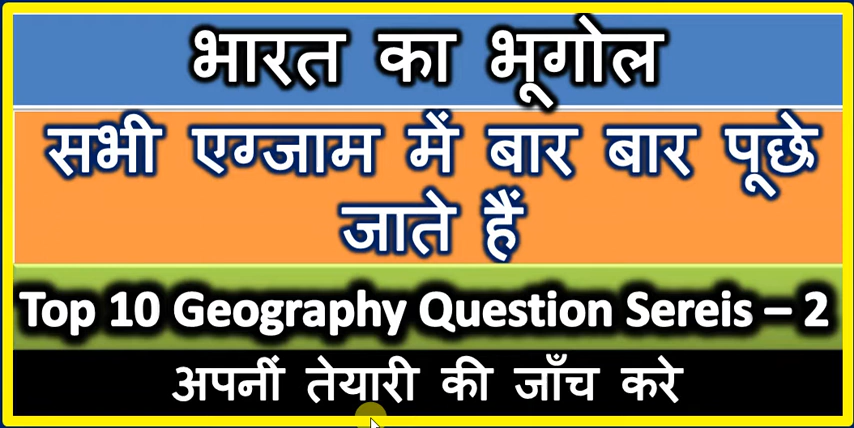 भारत का भूगोल
सभी एग्जाम में बार बार पूछे
जाते हैं
Top 10 Geography Question Sereis – 2
अपनीं तेयारी की जाँच करे